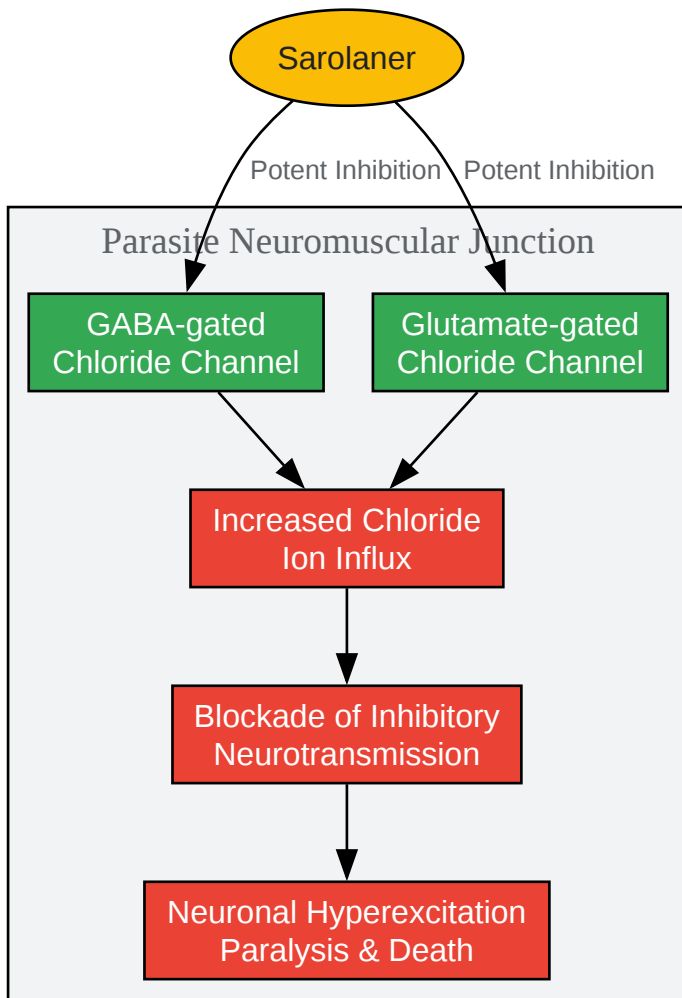 Sarolaner
Potent Inhibition
Potent Inhibition
Parasite Neuromuscular Junction
GABA-gated
Chloride Channel
Glutamate-gated
Chloride Channel
Increased Chloride
Ion Influx
Blockade of Inhibitory
Neurotransmission
Neuronal Hyperexcitation
Paralysis & Death